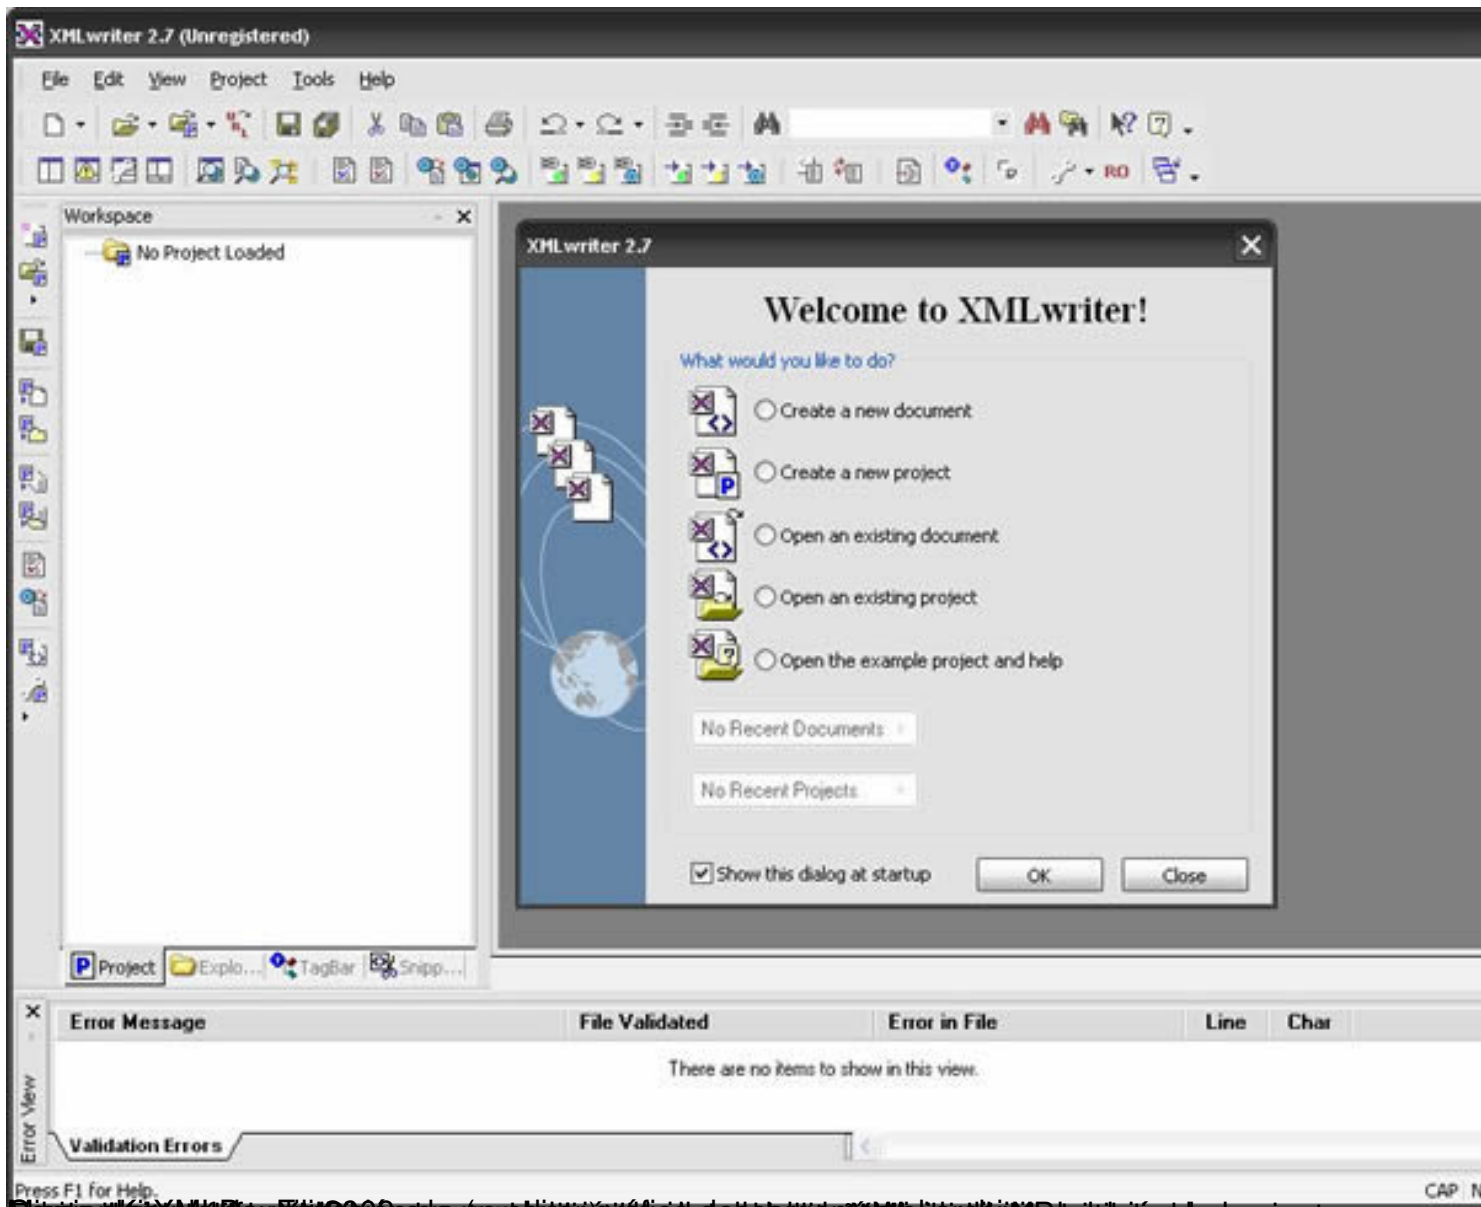 XMLwriter 2.7 (Unregistered)
File Edit View Project Tools Help
RO
Workspace
No Project Loaded
XMLwriter 2.7
Welcome to XMLwriter!
What would you like to do?
Create a new document
P
Create a new project
Open an existing document
Open an existing project
?
Open the example project and help
No Recent Documents
No Recent Projects
Show this dialog at startup
OK
Close
P Project Explo... TagBar Snipp...
Error Message File Validated Error in File Line Char
There are no items to show in this view.
Error View
Validation Errors
Press F1 for Help.
CAP